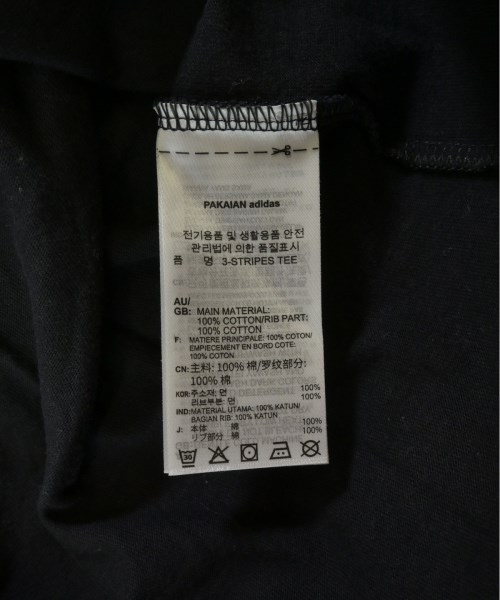 PAKAIAN adidas
전기용품 및 생활용품 안전
관리법에 의한 품질표시
품 명 3-STRIPES TEE
AU/
GB: MAIN MATERIAL:
100% COTTON/RIB PART:
100% COTTON
F: MATIERE PRINCIPALE: 100% COTON/
EMPIECEMENT EN BORD COTE:
100% COTON
CN: 主料: 100% 棉/罗纹部分:
100% 棉
KOR: 주소재: 면 100%
리브부분: 면 100%
IND: MATERIAL UTAMA: 100% KATUN/
BAGIAN RIB: 100% KATUN
J: 本体 綿 100%
リブ部分 綿 100%
30